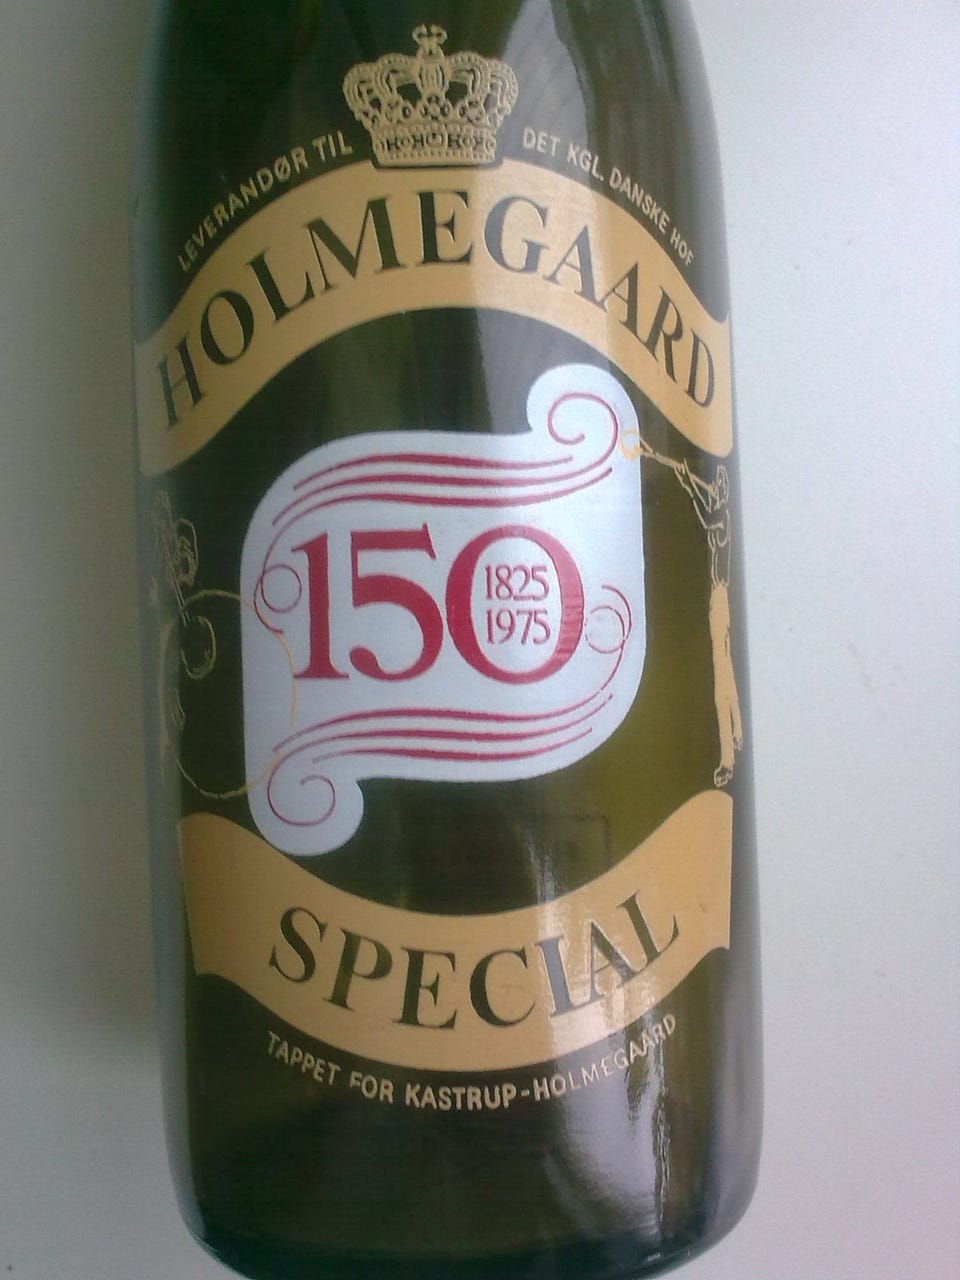 LEVERANDØR TIL DET KGL. DANSKE HOF
HOLMEGAARD
150
1825
1975
SPECIAL
TAPPET FOR KASTRUP-HOLMEGAARD